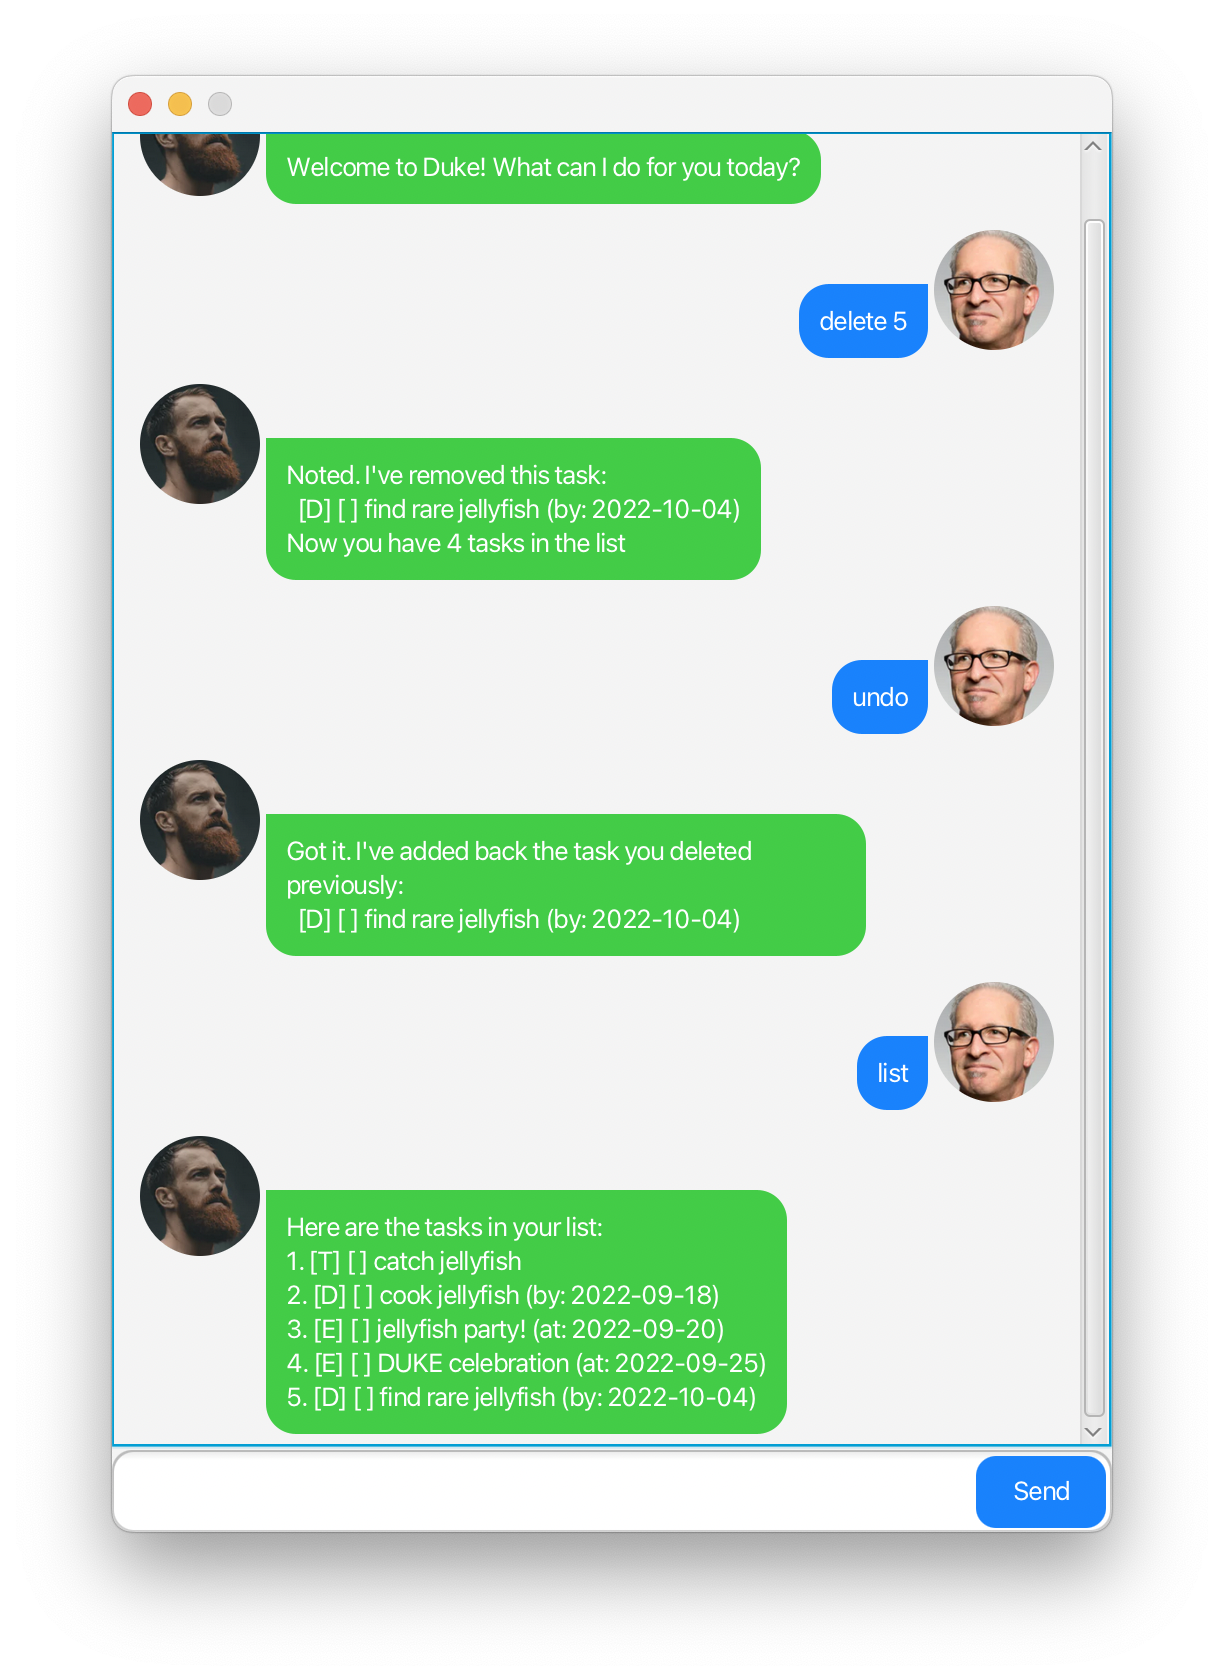 Welcome to Duke! What can I do for you today?
delete 5
Noted. I've removed this task:
[D] [ ] find rare jellyfish (by: 2022-10-04)
Now you have 4 tasks in the list
undo
Got it. I've added back the task you deleted
previously:
[D] [ ] find rare jellyfish (by: 2022-10-04)
list
Here are the tasks in your list:
1. [T] [ ] catch jellyfish
2. [D] [ ] cook jellyfish (by: 2022-09-18)
3. [E] [ ] jellyfish party! (at: 2022-09-20)
4. [E] [ ] DUKE celebration (at: 2022-09-25)
5. [D] [ ] find rare jellyfish (by: 2022-10-04)
Send